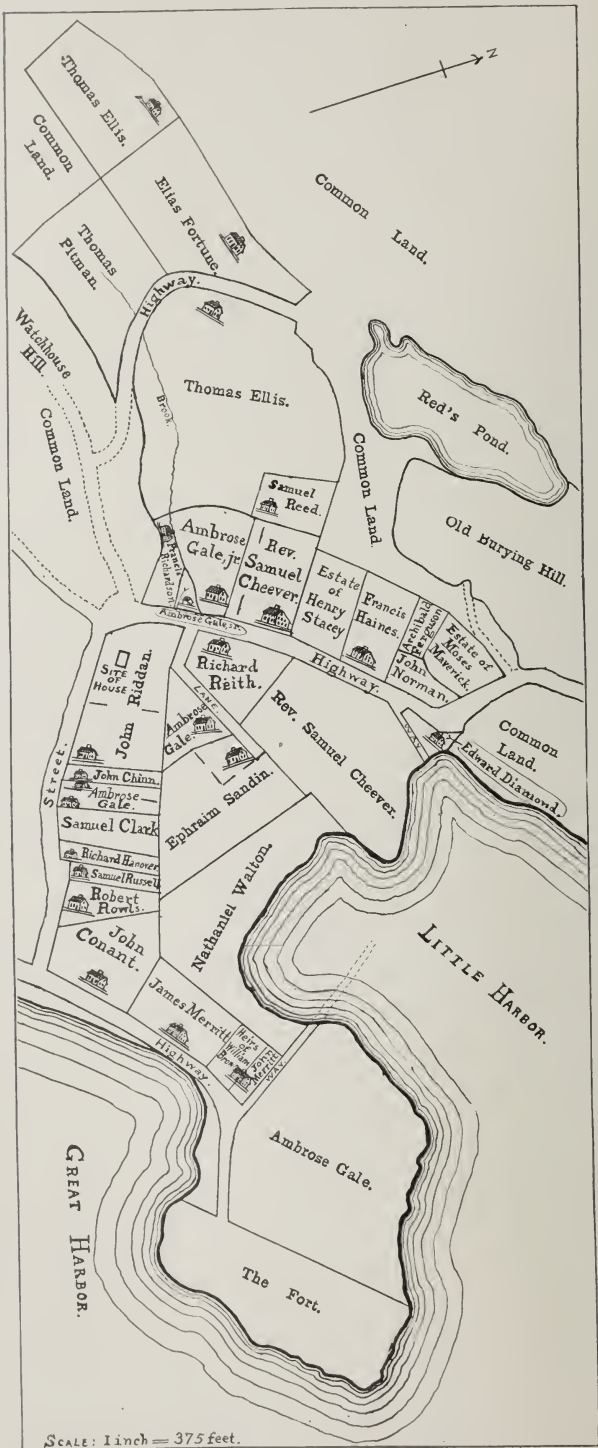 Thomas Ellis.
N
Common
Land.
Common
Land.
Elias Fortune.
Thomas
Pitman.
Highway.
Watchhouse
Hill.
Common Land.
Brook.
Thomas Ellis.
Red's Pond.
Common Land.
Samuel
Reed.
Old Burying Hill.
Francis
Richardson.
Ambrose
Gale, jr.
Rev.
Samuel
Cheever.
Estate
of
Henry
Stacey
Francis
Haines.
Archibald
Ferguson
Estate of
Moses
Maverick.
John
Norman.
Ambrose Gale, jr.
Highway.
SITE
OF
HOUSE
John Riddan.
Richard
Reith.
LANE.
Ambrose
Gale.
Rev. Samuel Cheever.
WAY.
Common
Land.
Edward Diamond.
Street.
John Chinn.
Ambrose
Gale.
Samuel Clark
Ephraim Sandin.
Richard Hanover
Samuel Russell
Robert
Rowls.
Nathaniel Walton.
John
Conant.
LITTLE HARBOR.
James Merritt
Heirs
of
William
John
Merritt
WAY.
Highway.
Ambrose Gale.
GREAT HARBOR.
The Fort.
SCALE: 1 inch = 375 feet.